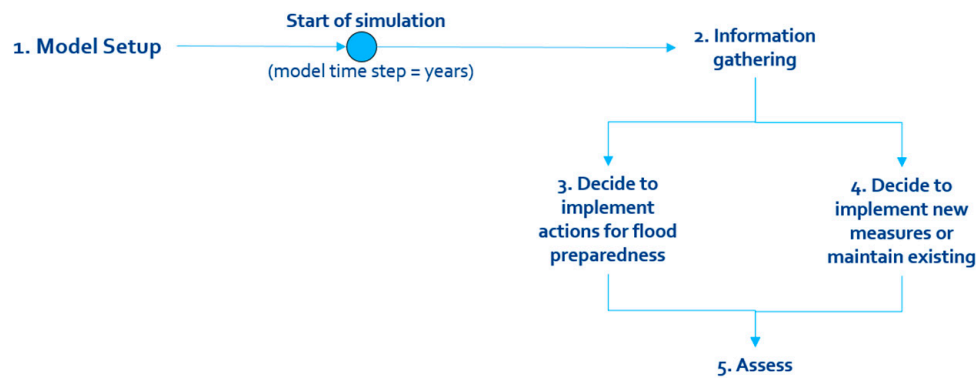 Start of simulation
1. Model Setup
(model time step = years)
2. Information
gathering
3. Decide to
implement
actions for flood
preparedness
4. Decide to
implement new
measures or
maintain existing
5. Assess